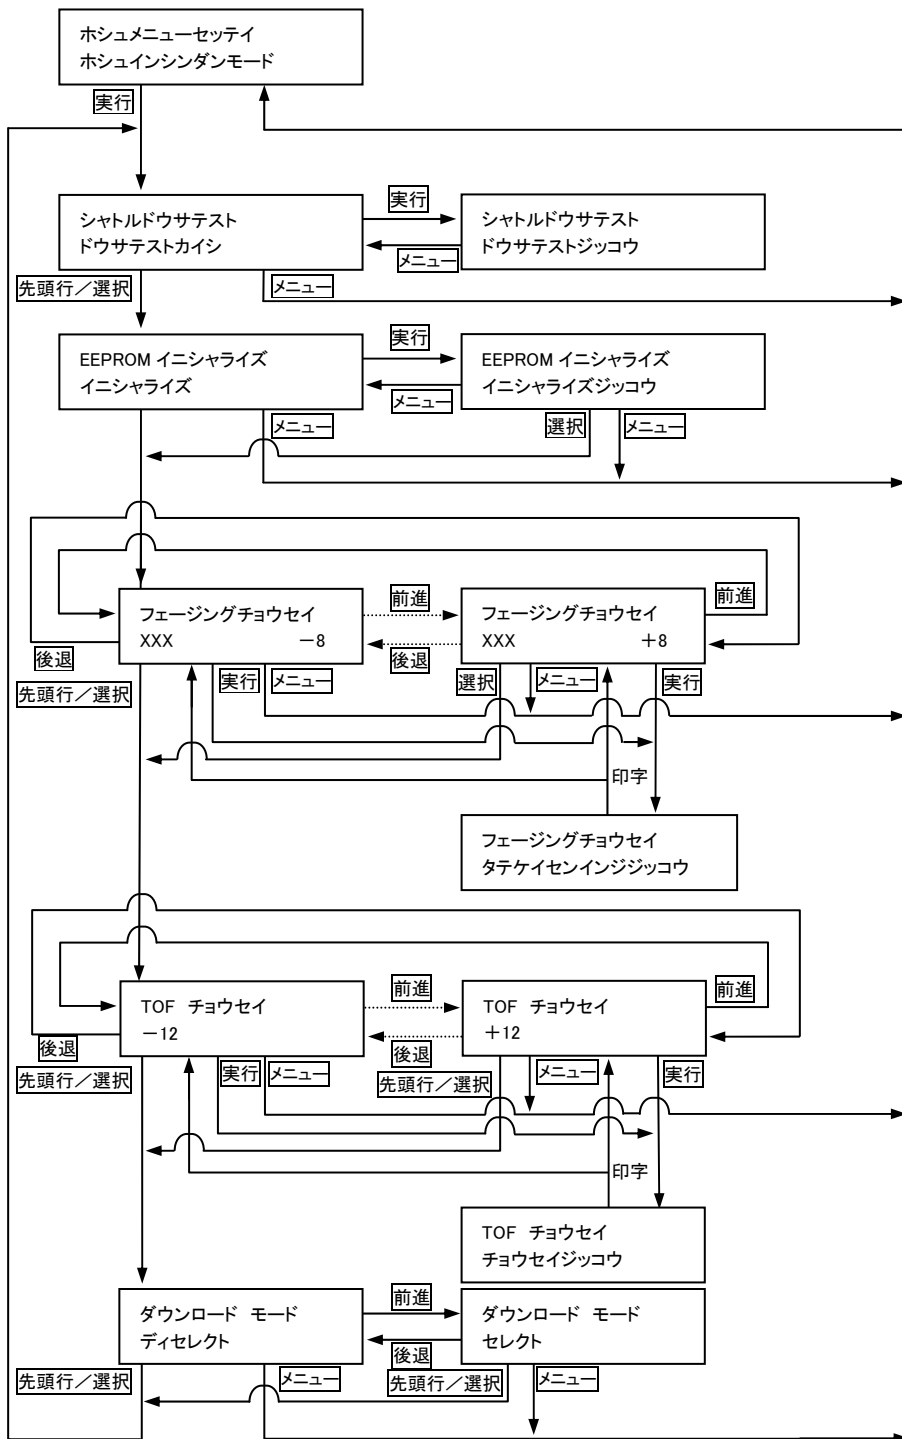 ホシュメニューセッテイ
ホシュインシンダンモード
実行
シャトルドウサテスト
ドウサテストカイシ
実行
メニュー
シャトルドウサテスト
ドウサテストジッコウ
先頭行／選択
メニュー
EEPROM イニシャライズ
イニシャライズ
実行
メニュー
EEPROM イニシャライズ
イニシャライズジッコウ
メニュー
選択
メニュー
フェージングチョウセイ
XXX －8
前進
後退
フェージングチョウセイ
XXX ＋8
前進
後退
先頭行／選択
実行
メニュー
選択
メニュー
実行
印字
フェージングチョウセイ
タテケイセンインジジッコウ
TOF チョウセイ
－12
前進
後退
TOF チョウセイ
＋12
前進
後退
先頭行／選択
実行
メニュー
先頭行／選択
メニュー
実行
印字
TOF チョウセイ
チョウセイジッコウ
ダウンロード モード
ディセレクト
前進
後退
ダウンロード モード
セレクト
先頭行／選択
メニュー
先頭行／選択
メニュー